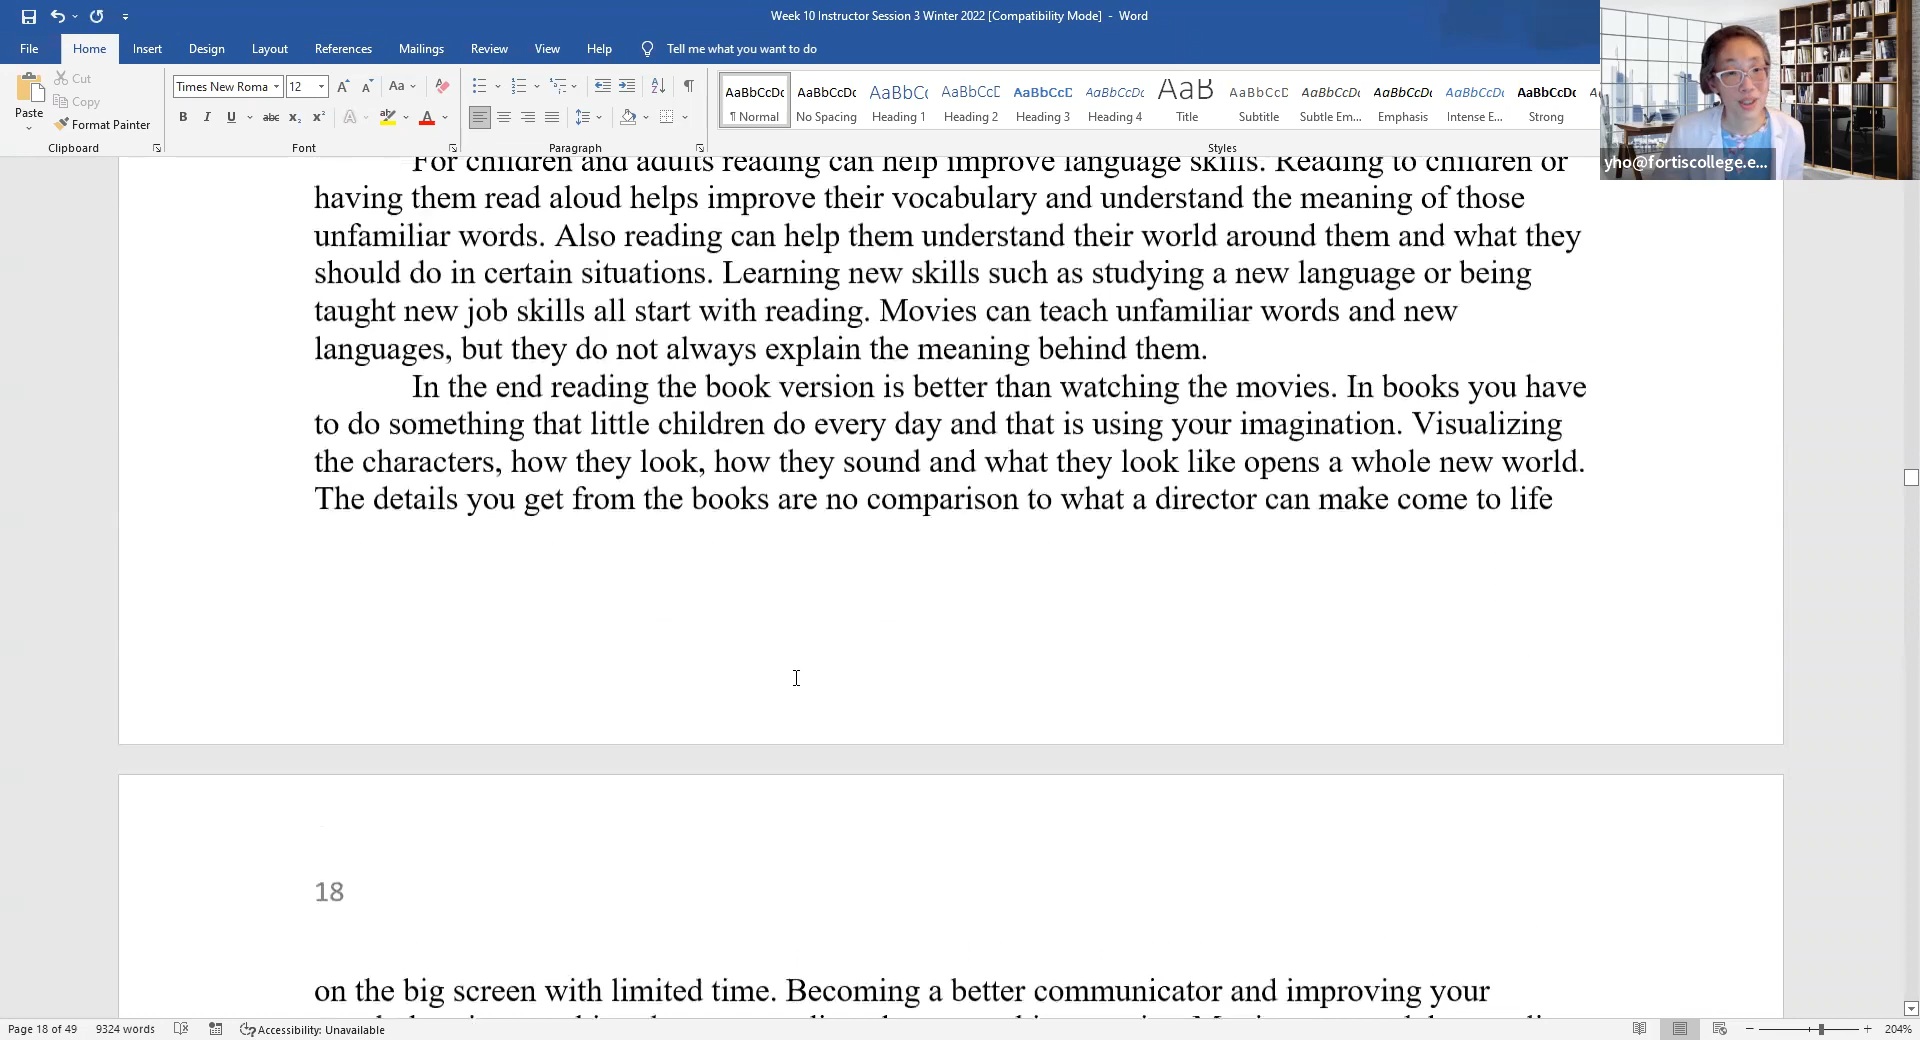 Week 10 Instructor Session 3 Winter 2022 [Compatibility Mode] - Word
File Home Insert Design Layout References Mailings Review View Help Tell me what you want to do
Paste
Cut
Copy
Format Painter
Clipboard
Times New Roma 12
Aa
B I U abc x₂ x² A A
Font
Paragraph
AaBbCcDc AaBbCcDc AaBbC AaBbCcD AaBbCcD AaBbCcDc AaB AaBbCcD AaBbCcDc AaBbCcDc AaBbCcDc AaBbCcDc
¶ Normal No Spacing Heading 1 Heading 2 Heading 3 Heading 4 Title Subtitle Subtle Em... Emphasis Intense E... Strong
Styles
yho@fortiscollege.e...
For children and adults reading can help improve language skills. Reading to children or
having them read aloud helps improve their vocabulary and understand the meaning of those
unfamiliar words. Also reading can help them understand their world around them and what they
should do in certain situations. Learning new skills such as studying a new language or being
taught new job skills all start with reading. Movies can teach unfamiliar words and new
languages, but they do not always explain the meaning behind them.
In the end reading the book version is better than watching the movies. In books you have
to do something that little children do every day and that is using your imagination. Visualizing
the characters, how they look, how they sound and what they look like opens a whole new world.
The details you get from the books are no comparison to what a director can make come to life
18
on the big screen with limited time. Becoming a better communicator and improving your
Page 18 of 49 9324 words Accessibility: Unavailable 204%